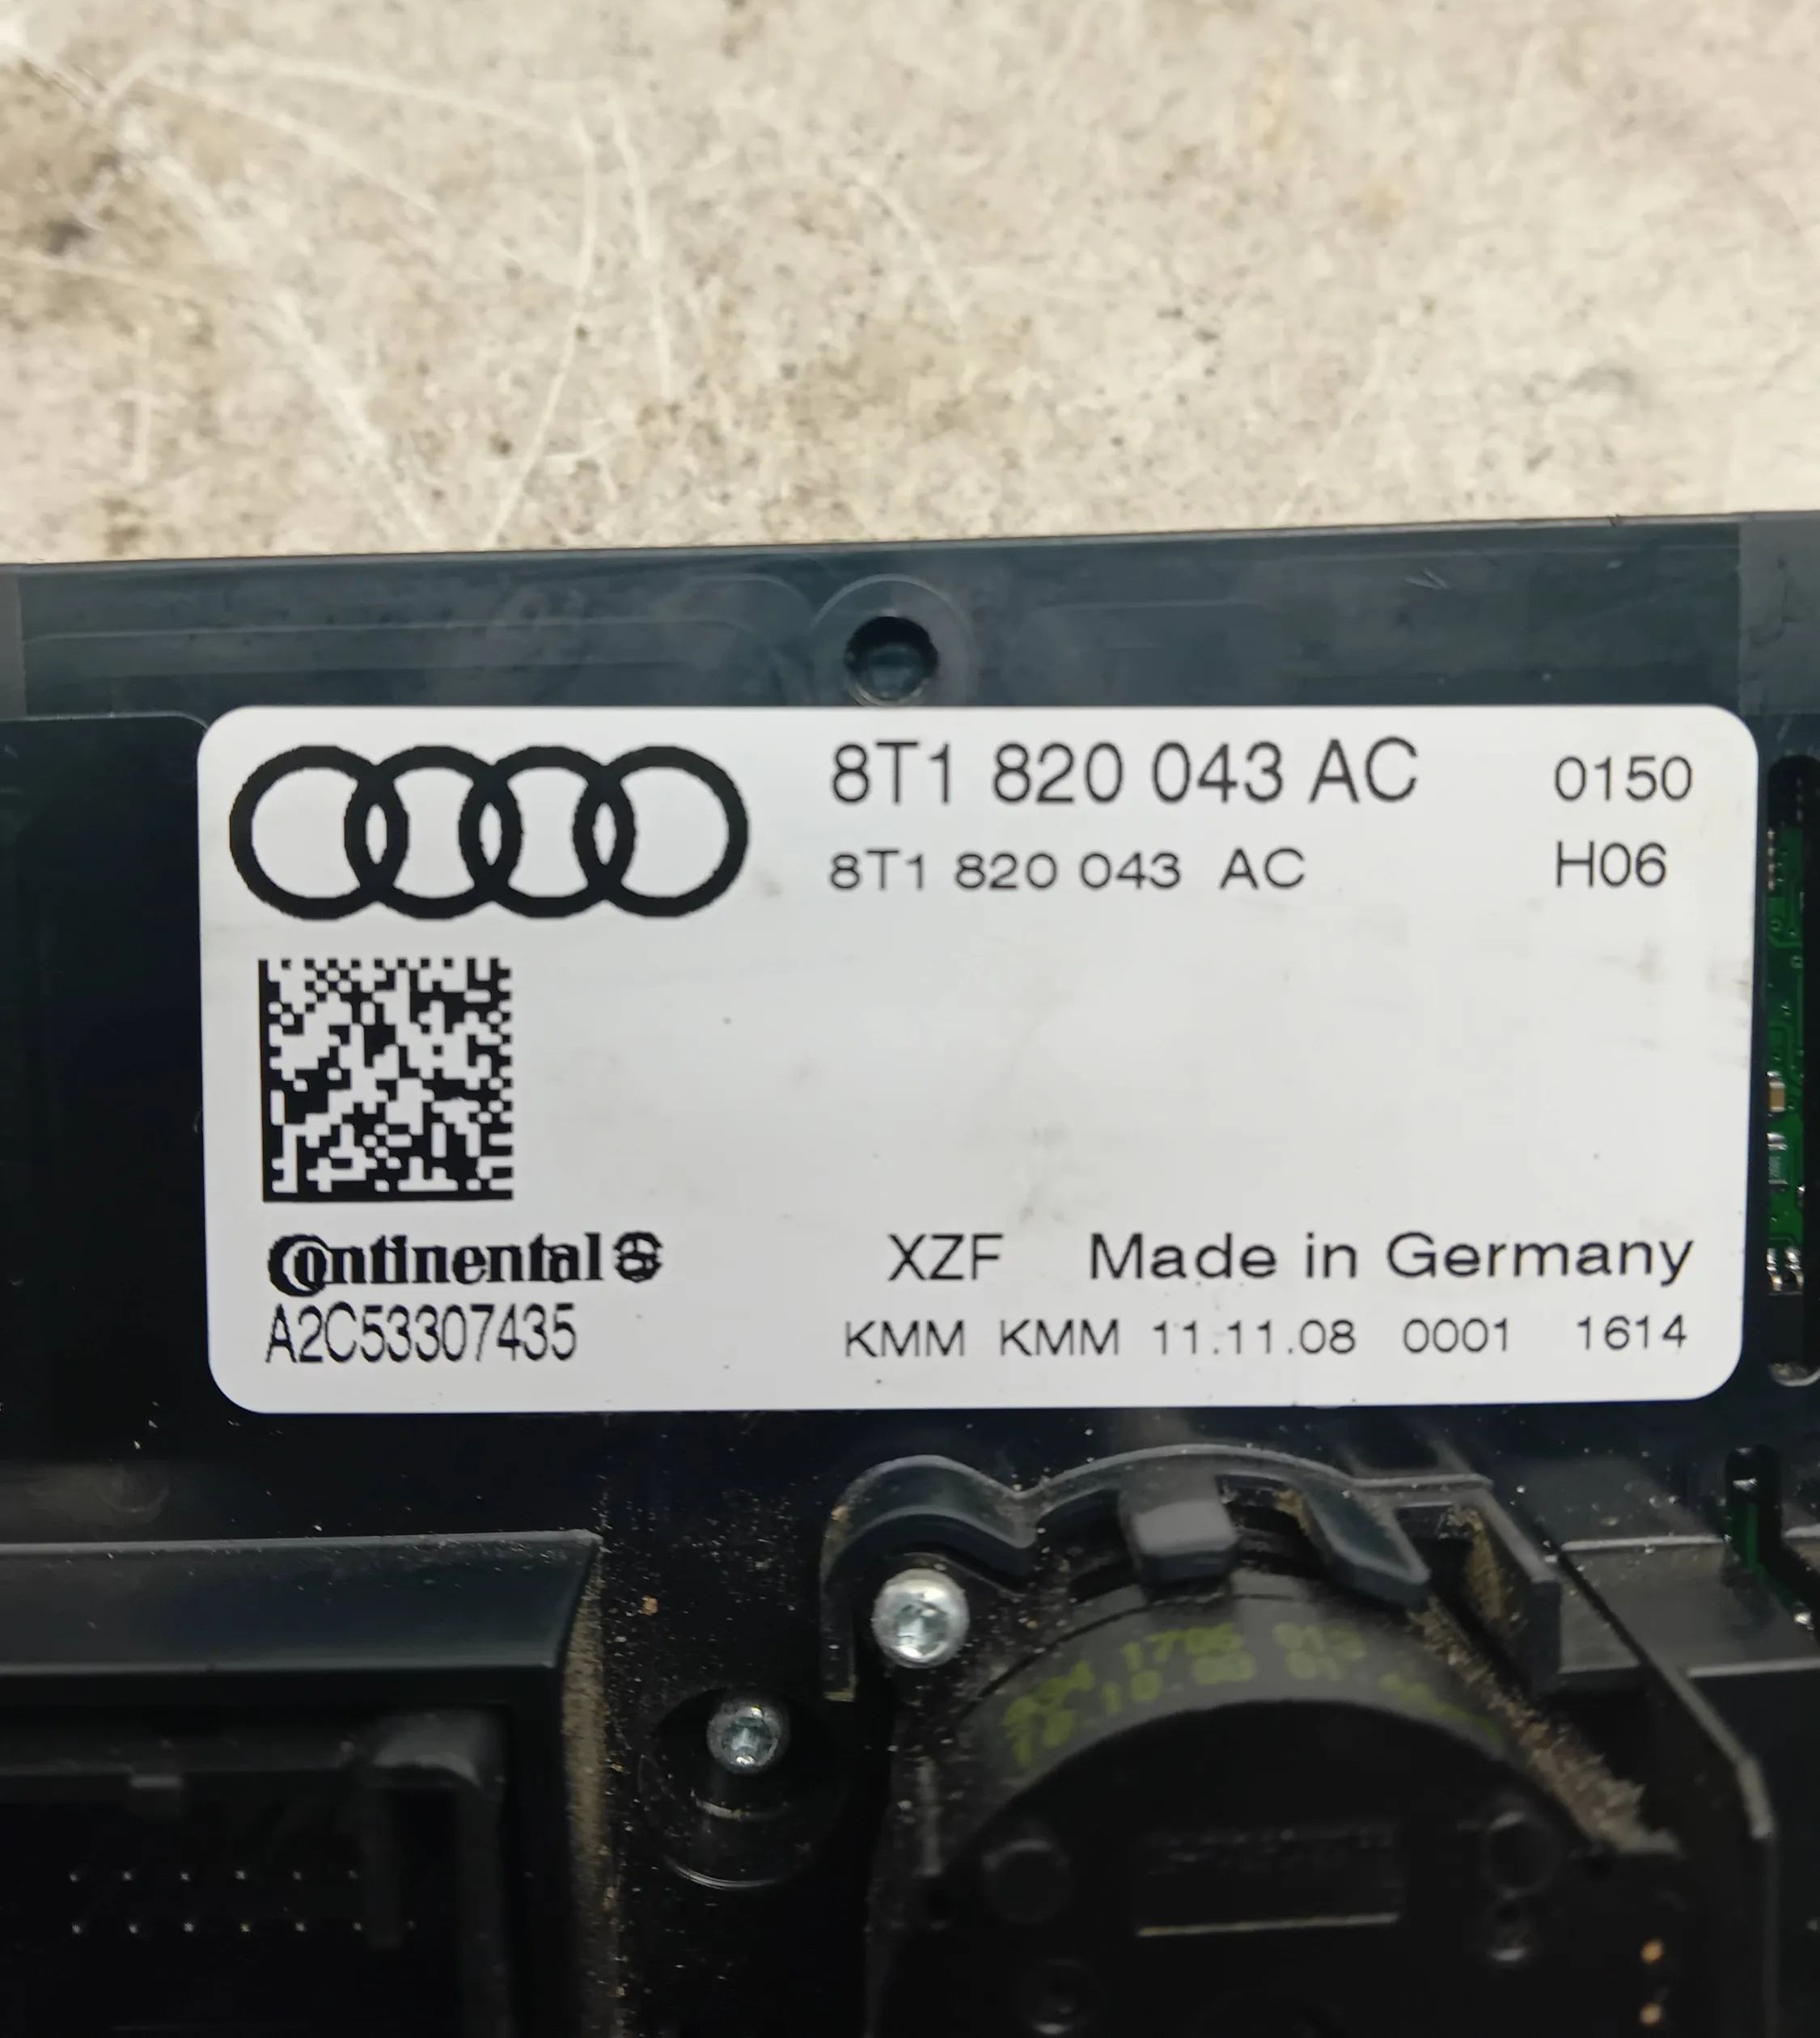 8T1 820 043 AC 0150
8T1 820 043 AC H06
Continental
XZF Made in Germany
A2C53307435
KMM KMM 11.11.08 0001 1614